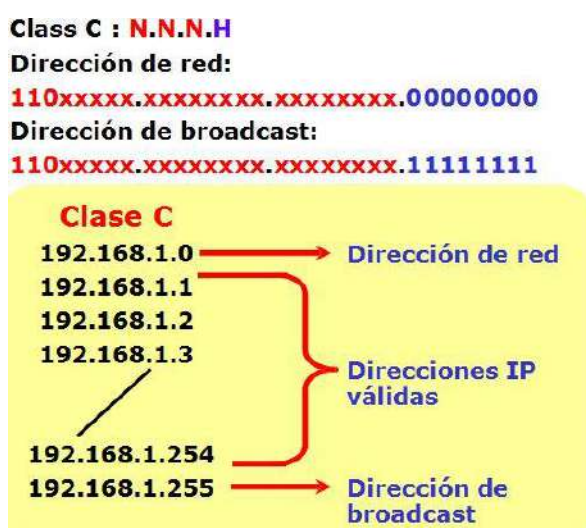 Class C : N.N.N.H
Dirección de red:
110xxxxx.xxxxxxxx.xxxxxxxx.00000000
Dirección de broadcast:
110xxxxx.xxxxxxxx.xxxxxxxx.11111111
Clase C
192.168.1.0 Dirección de red
192.168.1.1
192.168.1.2
192.168.1.3
Direcciones IP
válidas
192.168.1.254
192.168.1.255 Dirección de
broadcast